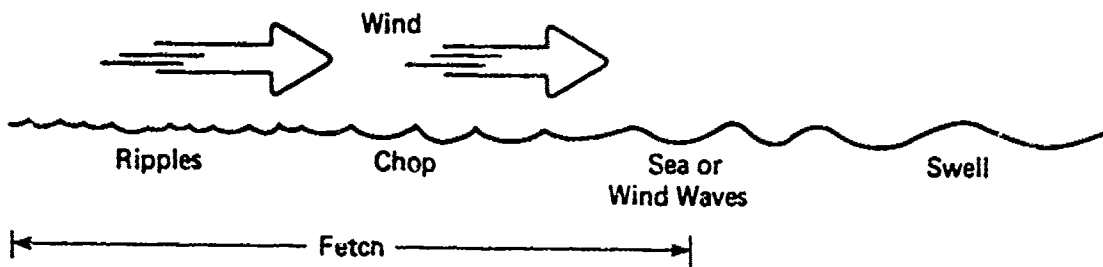 Wind
Ripples
Chop
Sea or
Wind Waves
Swell
Fetch